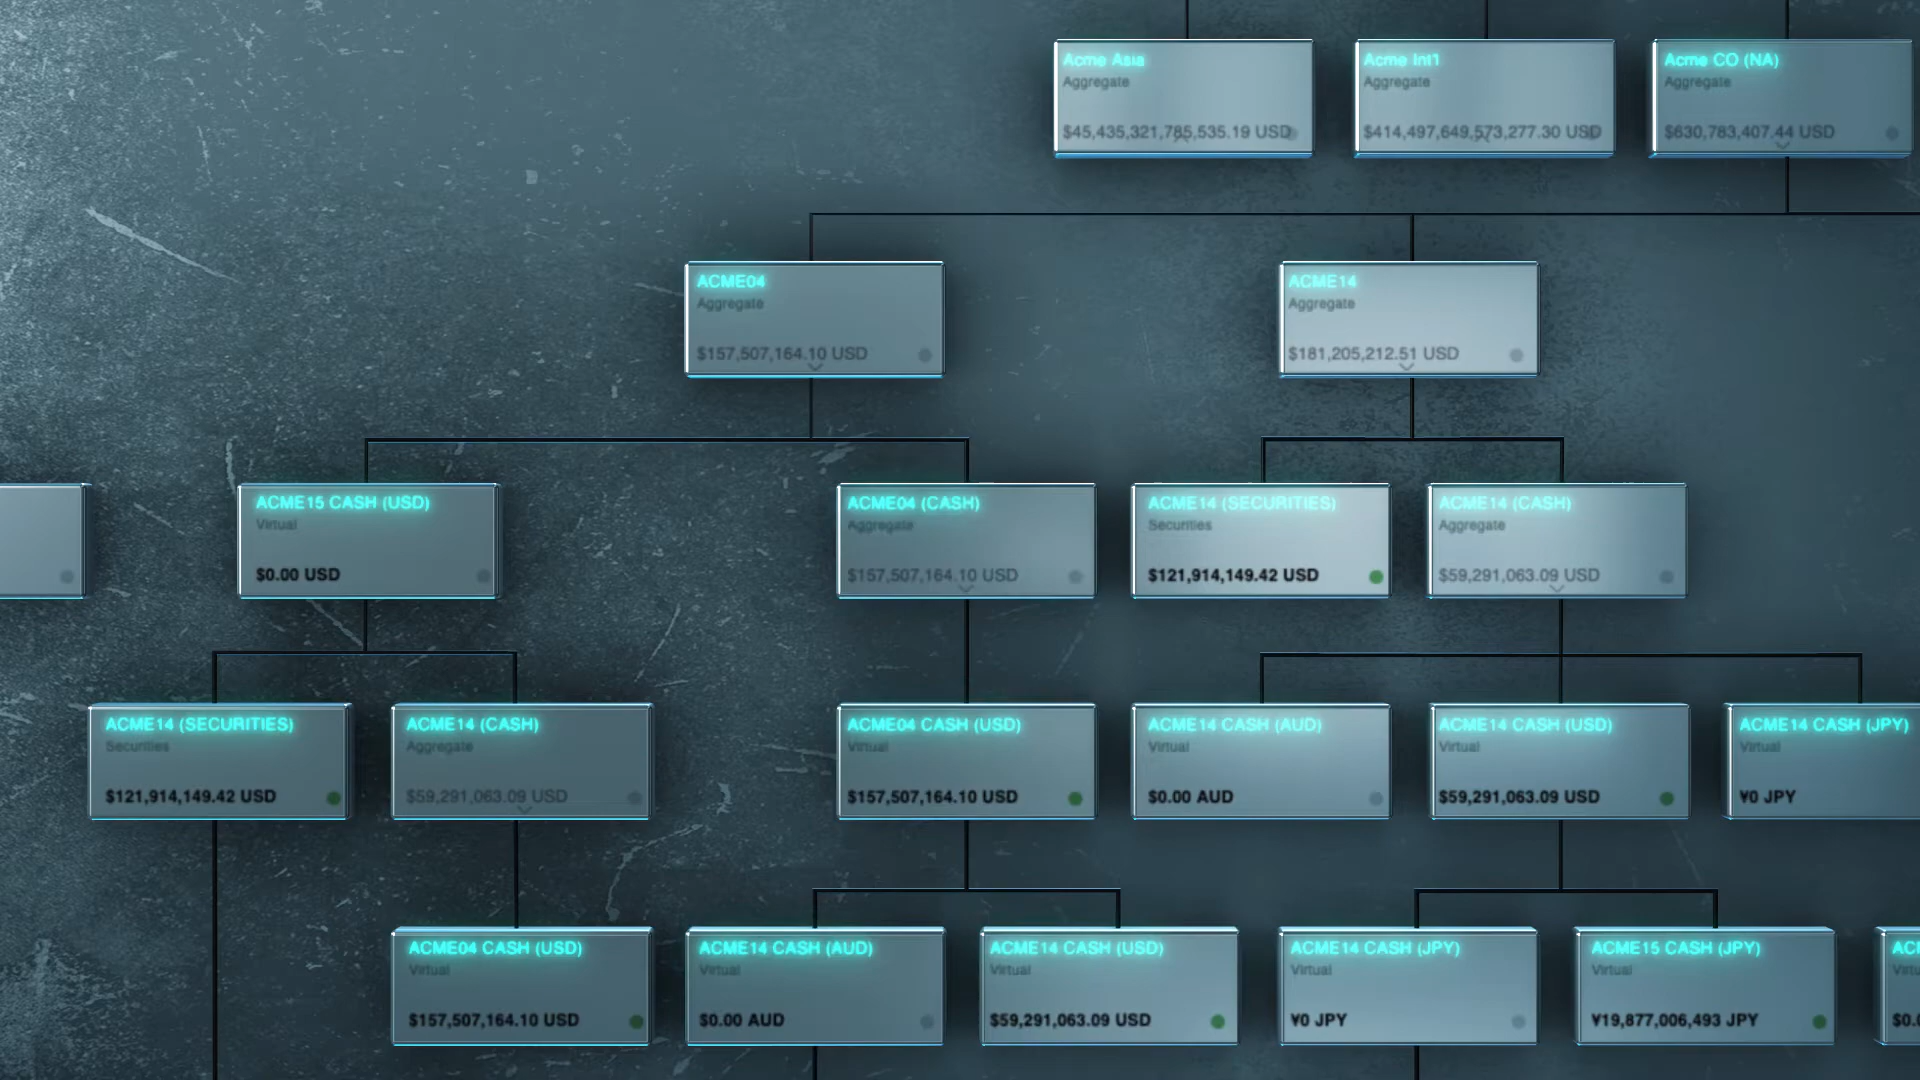 Acme Asia
Aggregate
$45,435,321,785,535.19 USD
Acme Int'l
Aggregate
$414,497,649,573,277.30 USD
Acme CO (NA)
Aggregate
$630,783,407.44 USD
ACME04
Aggregate
$157,507,164.10 USD
ACME14
Aggregate
$181,205,212.51 USD
ACME15 CASH (USD)
Virtual
$0.00 USD
ACME04 (CASH)
Aggregate
$157,507,164.10 USD
ACME14 (SECURITIES)
Securities
$121,914,149.42 USD
ACME14 (CASH)
Aggregate
$59,291,063.09 USD
ACME14 (SECURITIES)
Securities
$121,914,149.42 USD
ACME14 (CASH)
Aggregate
$59,291,063.09 USD
ACME04 CASH (USD)
Virtual
$157,507,164.10 USD
ACME14 CASH (AUD)
Virtual
$0.00 AUD
ACME14 CASH (USD)
Virtual
$59,291,063.09 USD
ACME14 CASH (JPY)
Virtual
¥0 JPY
ACME04 CASH (USD)
Virtual
$157,507,164.10 USD
ACME14 CASH (AUD)
Virtual
$0.00 AUD
ACME14 CASH (USD)
Virtual
$59,291,063.09 USD
ACME14 CASH (JPY)
Virtual
¥0 JPY
ACME15 CASH (JPY)
Virtual
¥19,877,006,493 JPY